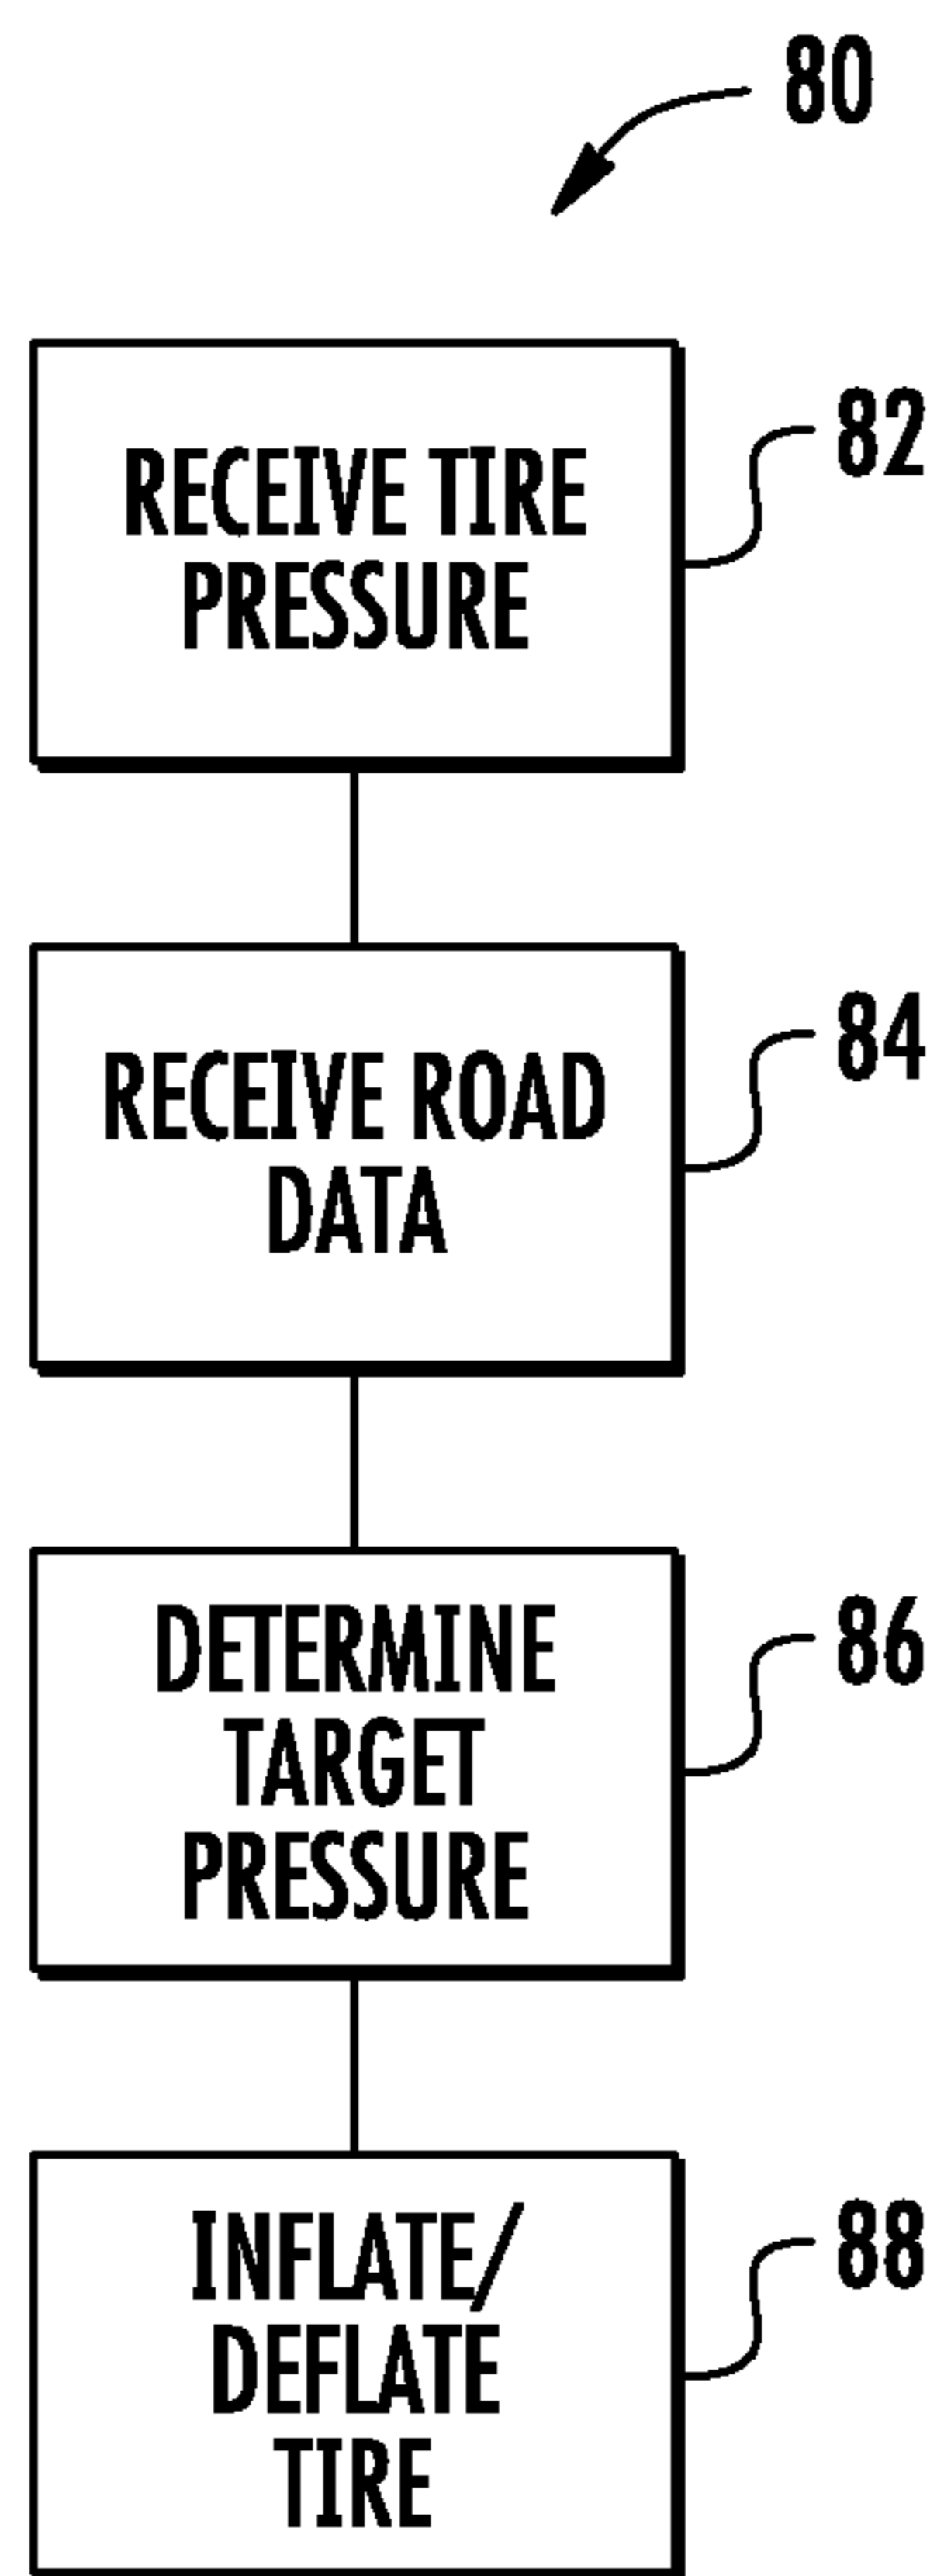 80
RECEIVE TIRE
PRESSURE
82
RECEIVE ROAD
DATA
84
DETERMINE
TARGET
PRESSURE
86
INFLATE/
DEFLATE
TIRE
88